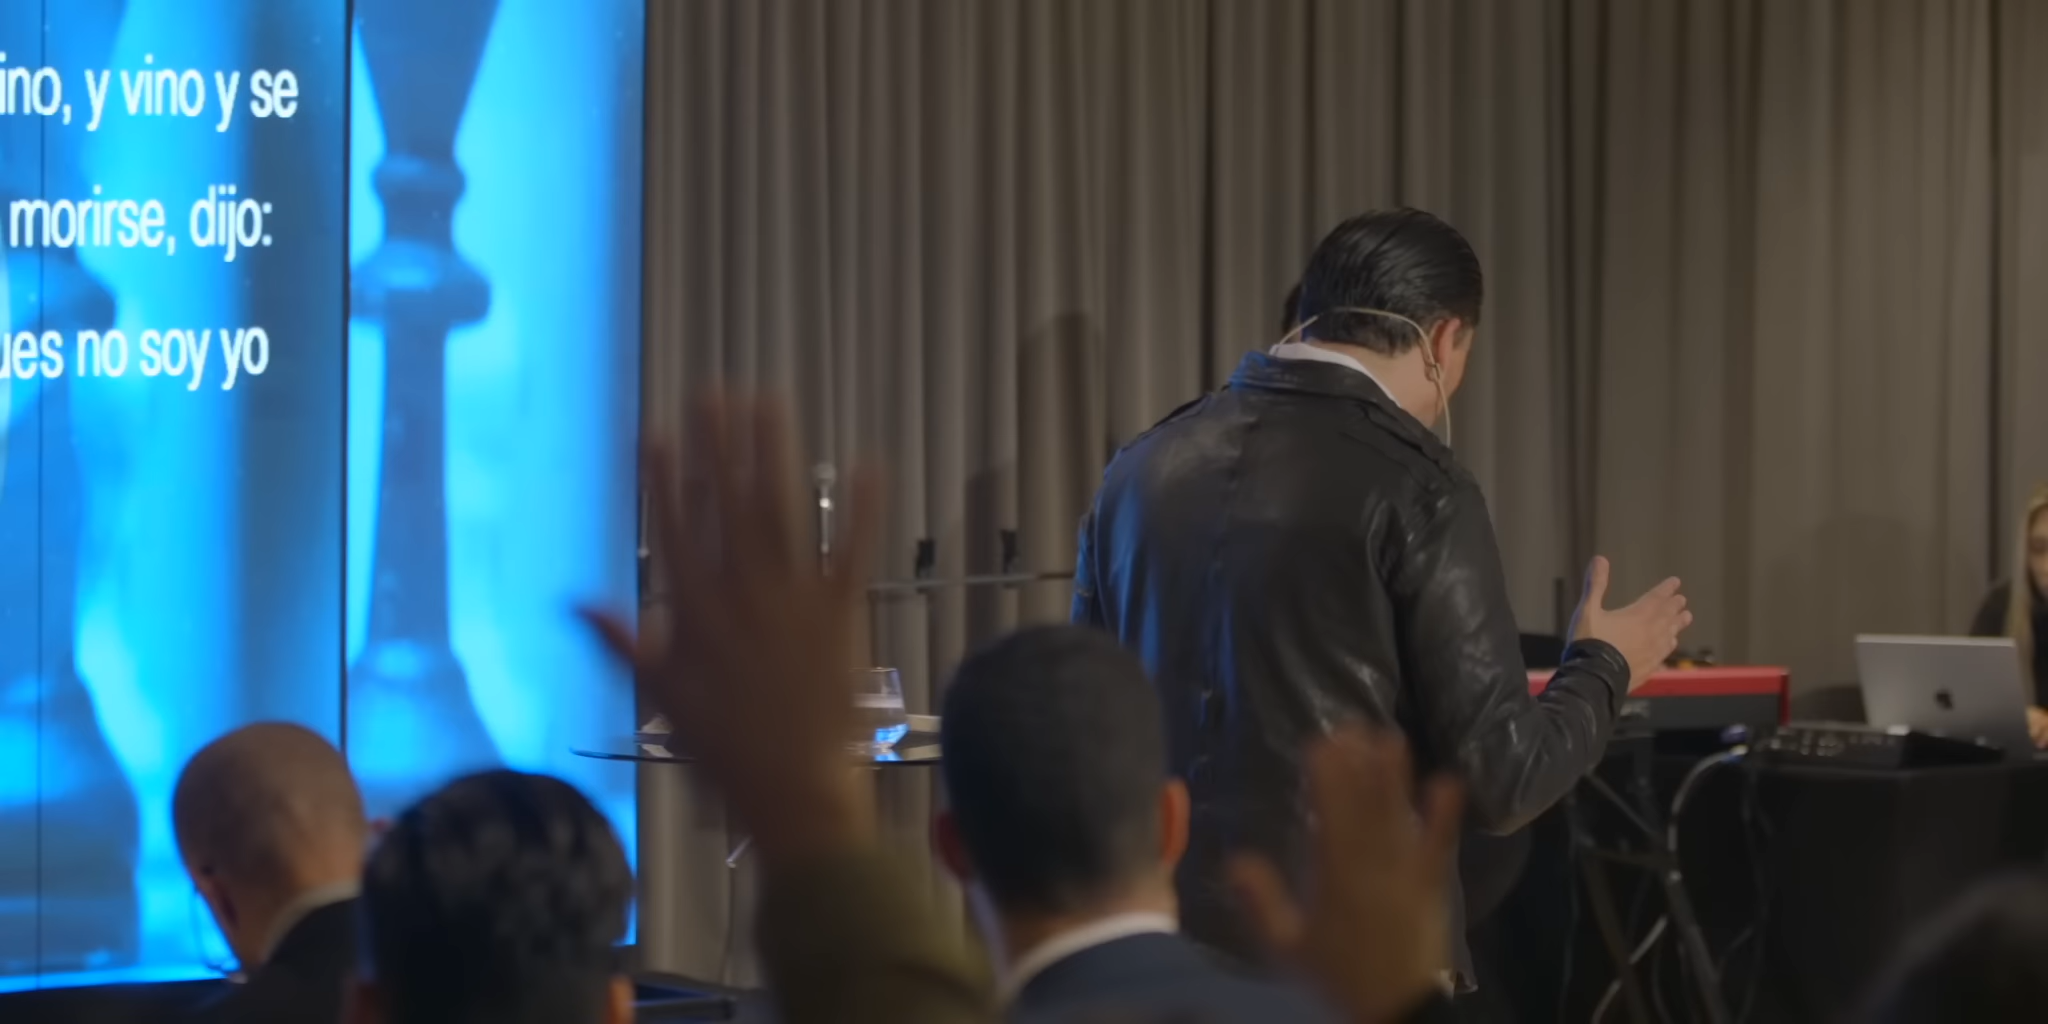 ino, y vino y se
morirse, dijo:
ues no soy yo